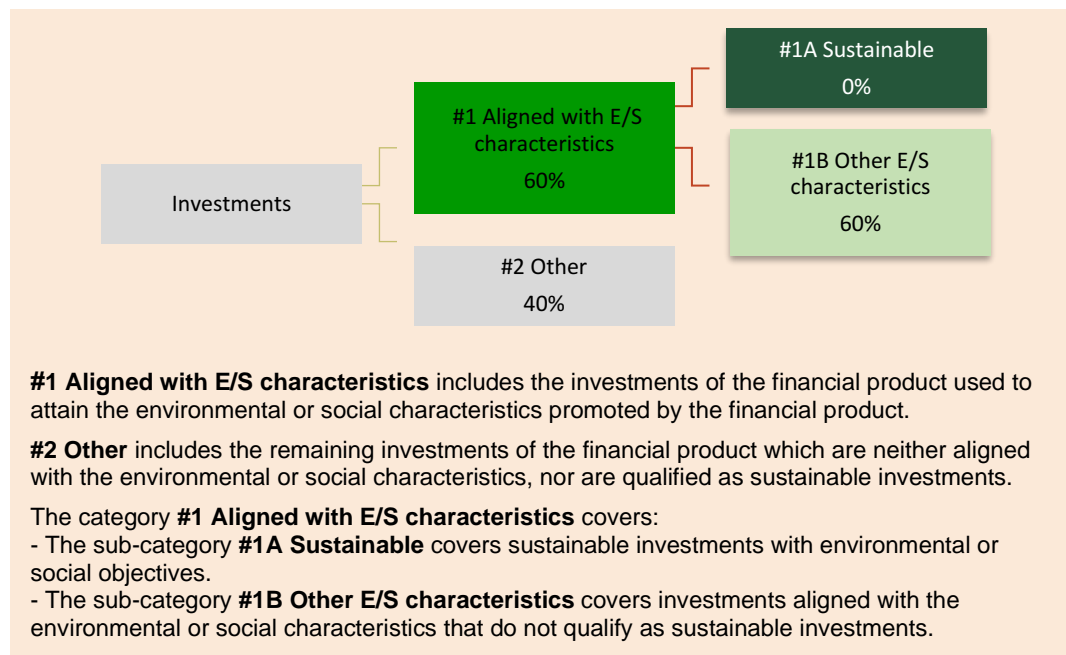 #1A Sustainable
0%
#1 Aligned with E/S
characteristics
60%
#1B Other E/S
characteristics
60%
Investments
#2 Other
40%
#1 Aligned with E/S characteristics includes the investments of the financial product used to
attain the environmental or social characteristics promoted by the financial product.
#2 Other includes the remaining investments of the financial product which are neither aligned
with the environmental or social characteristics, nor are qualified as sustainable investments.
The category #1 Aligned with E/S characteristics covers:
- The sub-category #1A Sustainable covers sustainable investments with environmental or
social objectives.
- The sub-category #1B Other E/S characteristics covers investments aligned with the
environmental or social characteristics that do not qualify as sustainable investments.